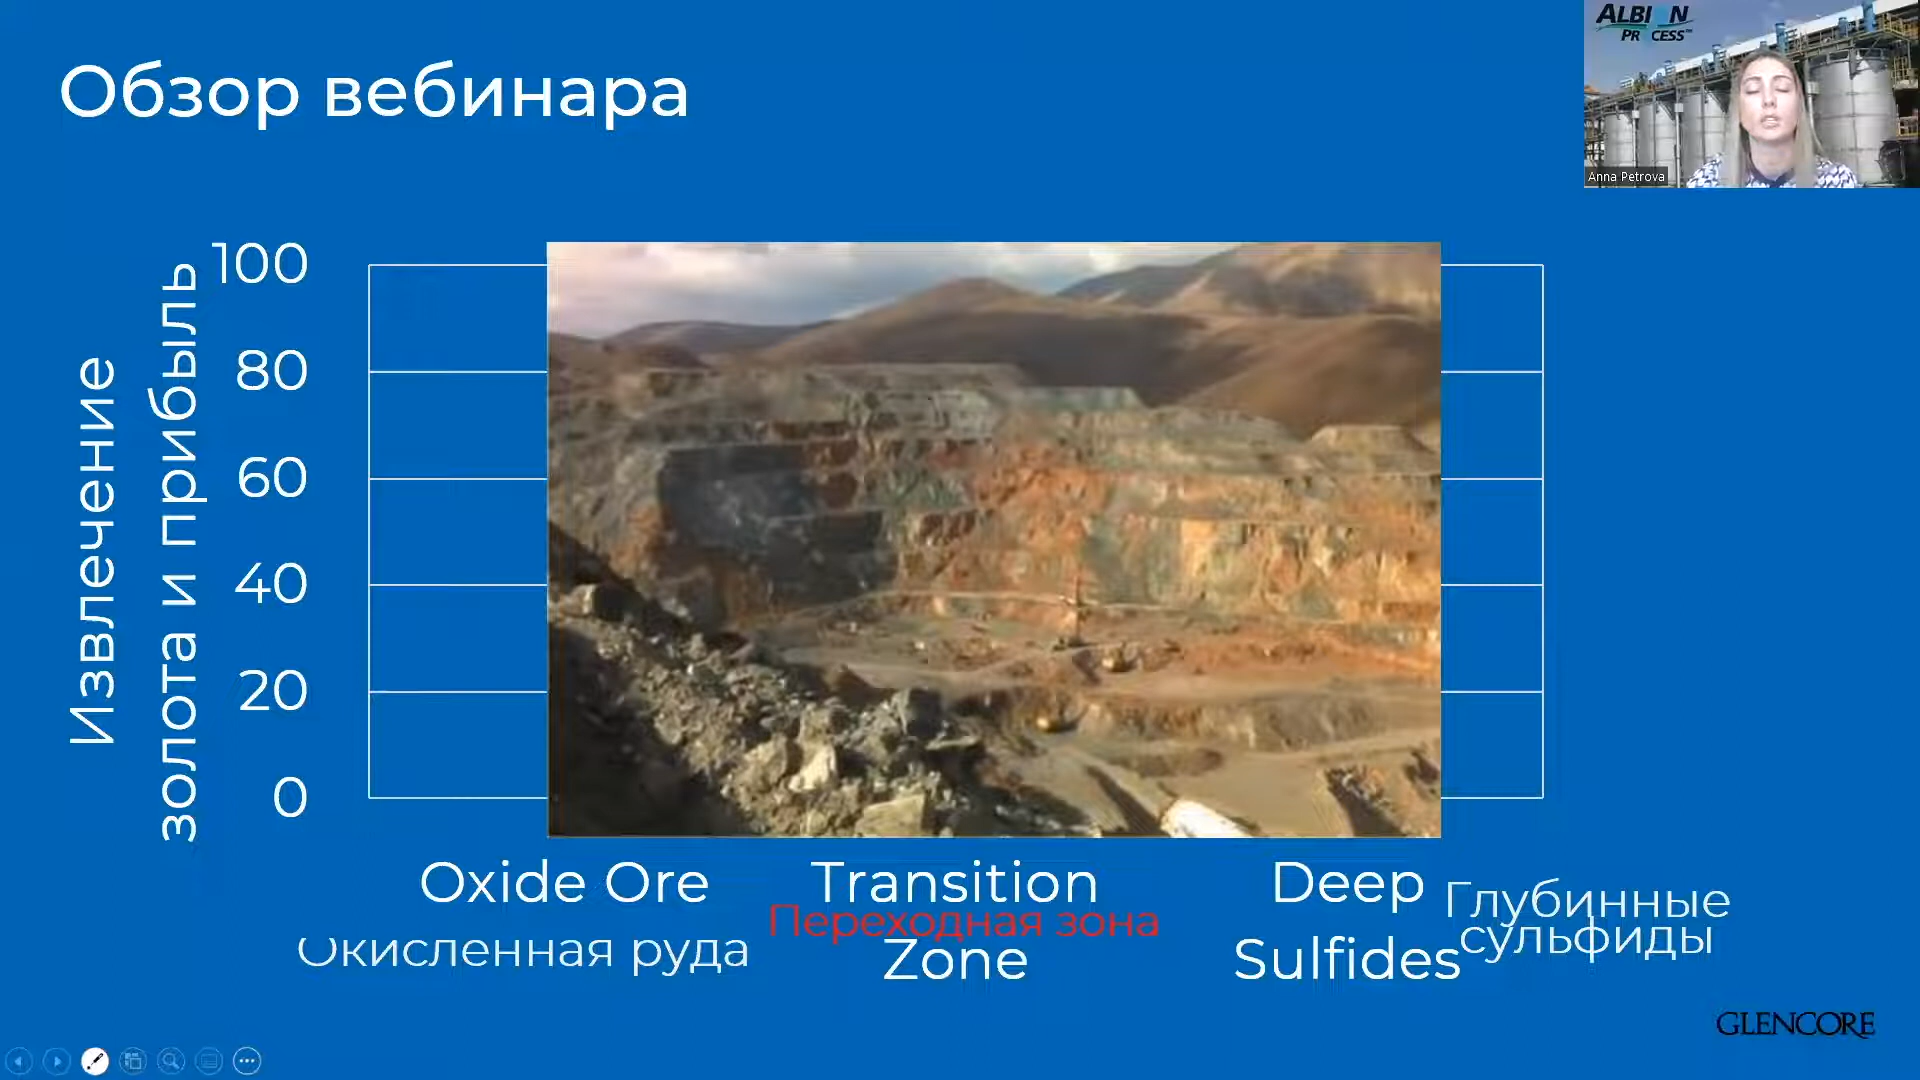 Обзор вебинара
ALBION
PROCESS™
Anna Petrova
Извлечение
золота и прибыль
100
80
60
40
20
0
Oxide Ore
Окисленная руда
Transition
Переходная зона
Zone
Deep
Sulfides
Глубинные
сульфиды
GLENCORE